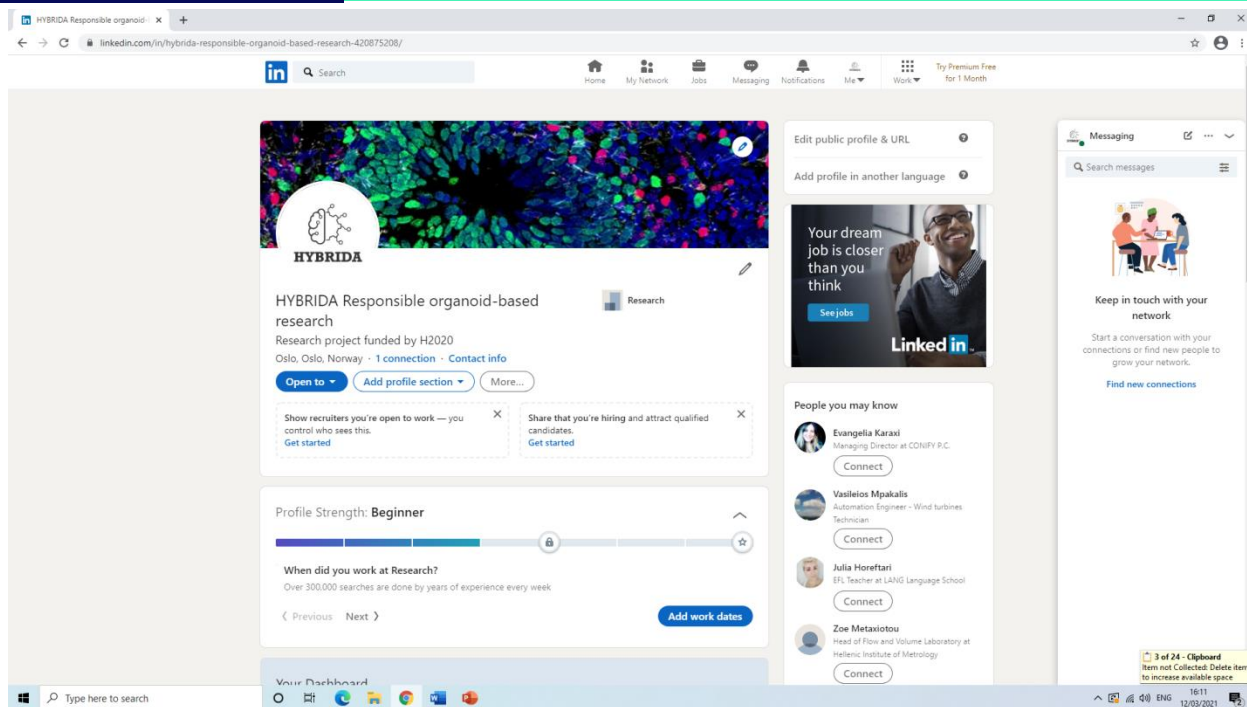 HYBRIDA Responsible organoid-
linkedin.com/in/hybrida-responsible-organoid-based-research-420875208/
in
Search
Home
My Network
Jobs
Messaging
Notifications
Me
Work
Try Premium Free
for 1 Month
HYBRIDA
HYBRIDA Responsible organoid-based
research
Research
Research project funded by H2020
Oslo, Oslo, Norway · 1 connection · Contact info
Open to
Add profile section
More...
Show recruiters you're open to work — you
control who sees this.
Get started
Share that you're hiring and attract qualified
candidates.
Get started
Profile Strength: Beginner
When did you work at Research?
Over 300,000 searches are done by years of experience every week
Previous
Next
Add work dates
Your Dashboard
Edit public profile & URL
Add profile in another language
Your dream
job is closer
than you
think
See jobs
Linked in
People you may know
Evangelia Karaxi
Managing Director at CONIFY P.C.
Connect
Vasileios Mpakalis
Automation Engineer - Wind turbines
Technician
Connect
Julia Horeftari
EFL Teacher at LANG Language School
Connect
Zoe Metaxiotou
Head of Flow and Volume Laboratory at
Hellenic Institute of Metrology
Connect
Messaging
Search messages
Keep in touch with your
network
Start a conversation with your
connections or find new people to
grow your network.
Find new connections
3 of 24 - Clipboard
Item not Collected: Delete item
to increase available space
Type here to search
ENG
16:11
12/03/2021